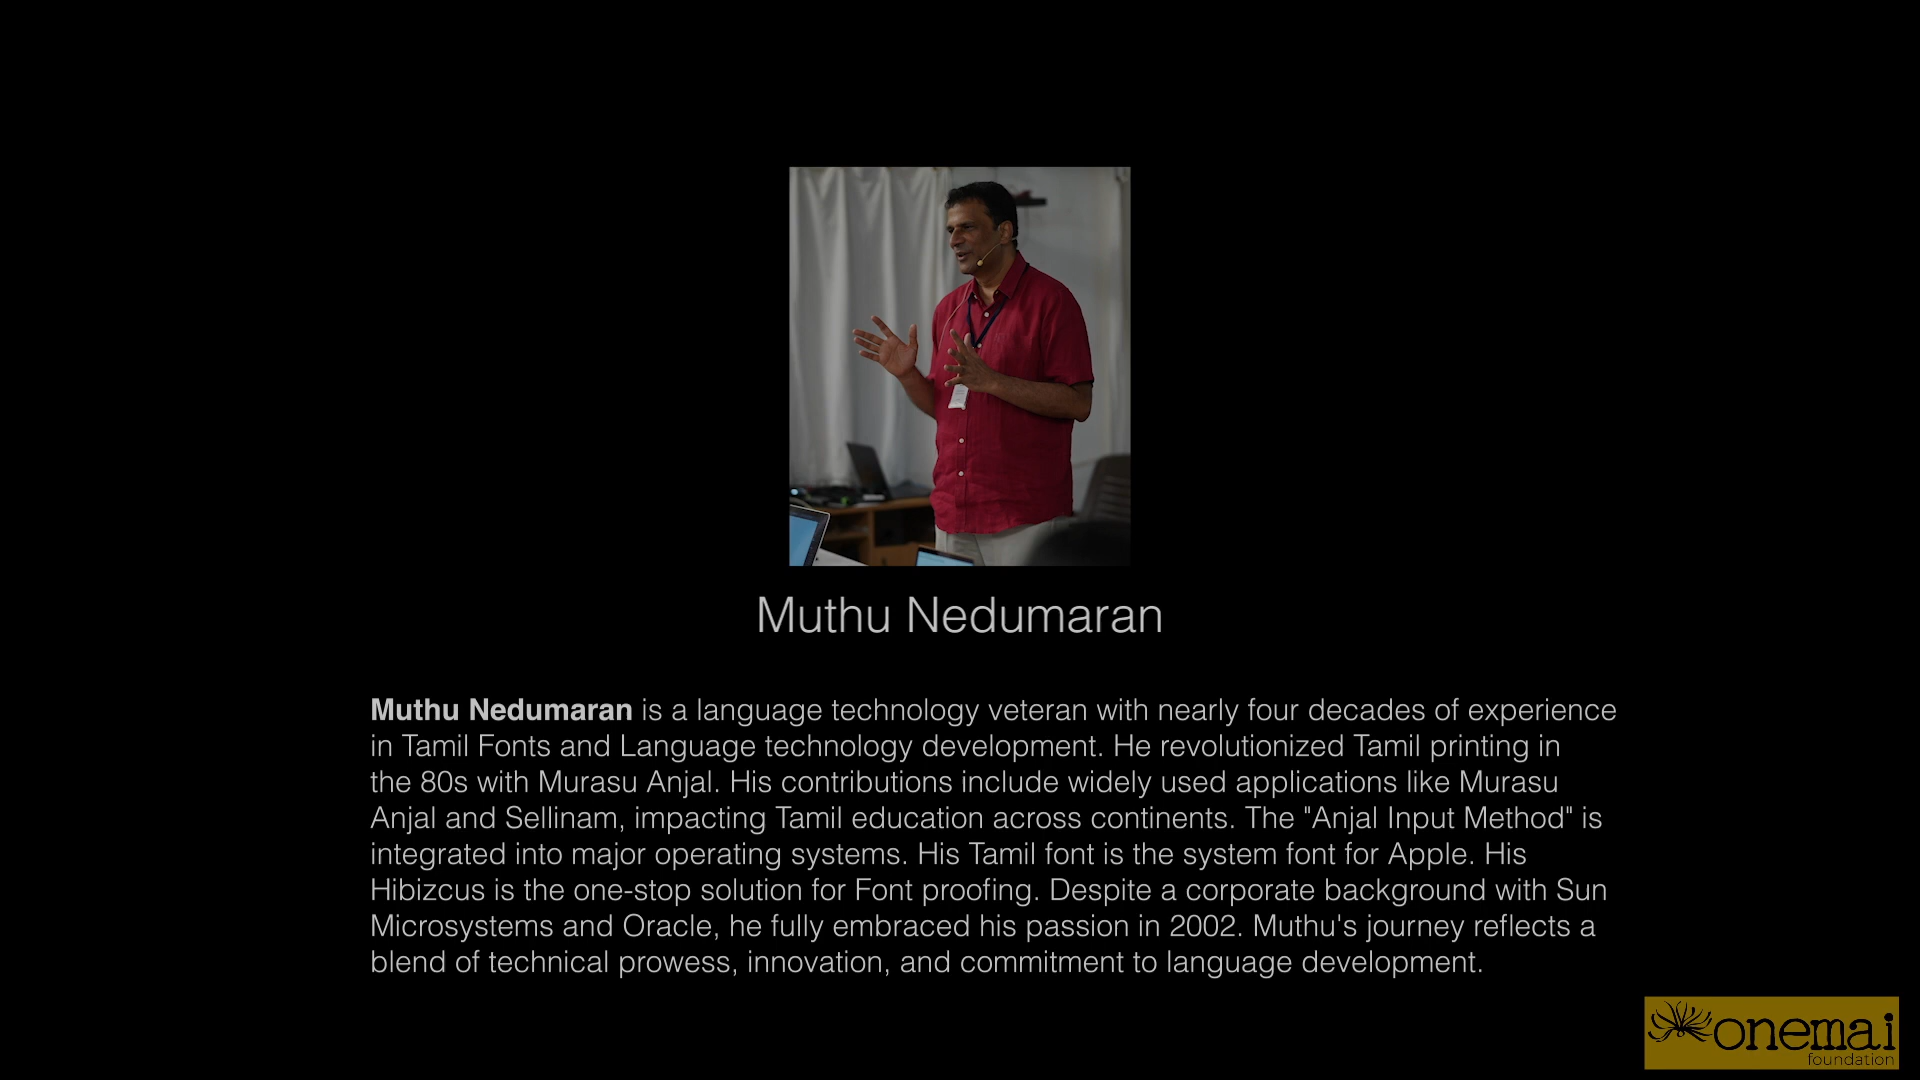 Muthu Nedumaran
Muthu Nedumaran is a language technology veteran with nearly four decades of experience
in Tamil Fonts and Language technology development. He revolutionized Tamil printing in
the 80s with Murasu Anjal. His contributions include widely used applications like Murasu
Anjal and Sellinam, impacting Tamil education across continents. The "Anjal Input Method" is
integrated into major operating systems. His Tamil font is the system font for Apple. His
Hibizcus is the one-stop solution for Font proofing. Despite a corporate background with Sun
Microsystems and Oracle, he fully embraced his passion in 2002. Muthu's journey reflects a
blend of technical prowess, innovation, and commitment to language development.
onemai
foundation